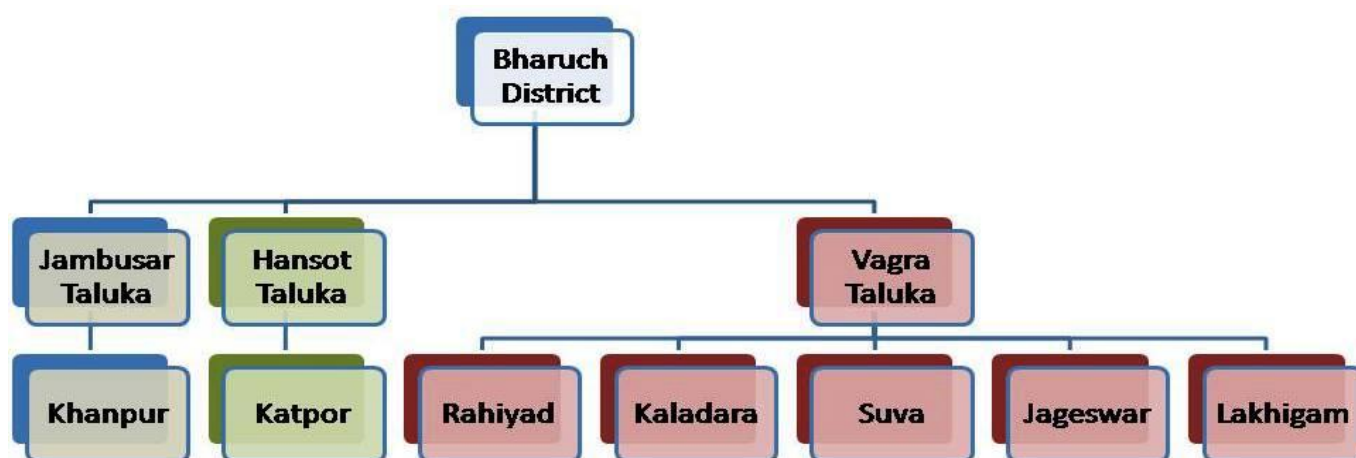 Bharuch
District
Jambusar
Taluka
Hansot
Taluka
Vagra
Taluka
Khanpur
Katpor
Rahiyad
Kaladara
Suva
Jageswar
Lakhigam